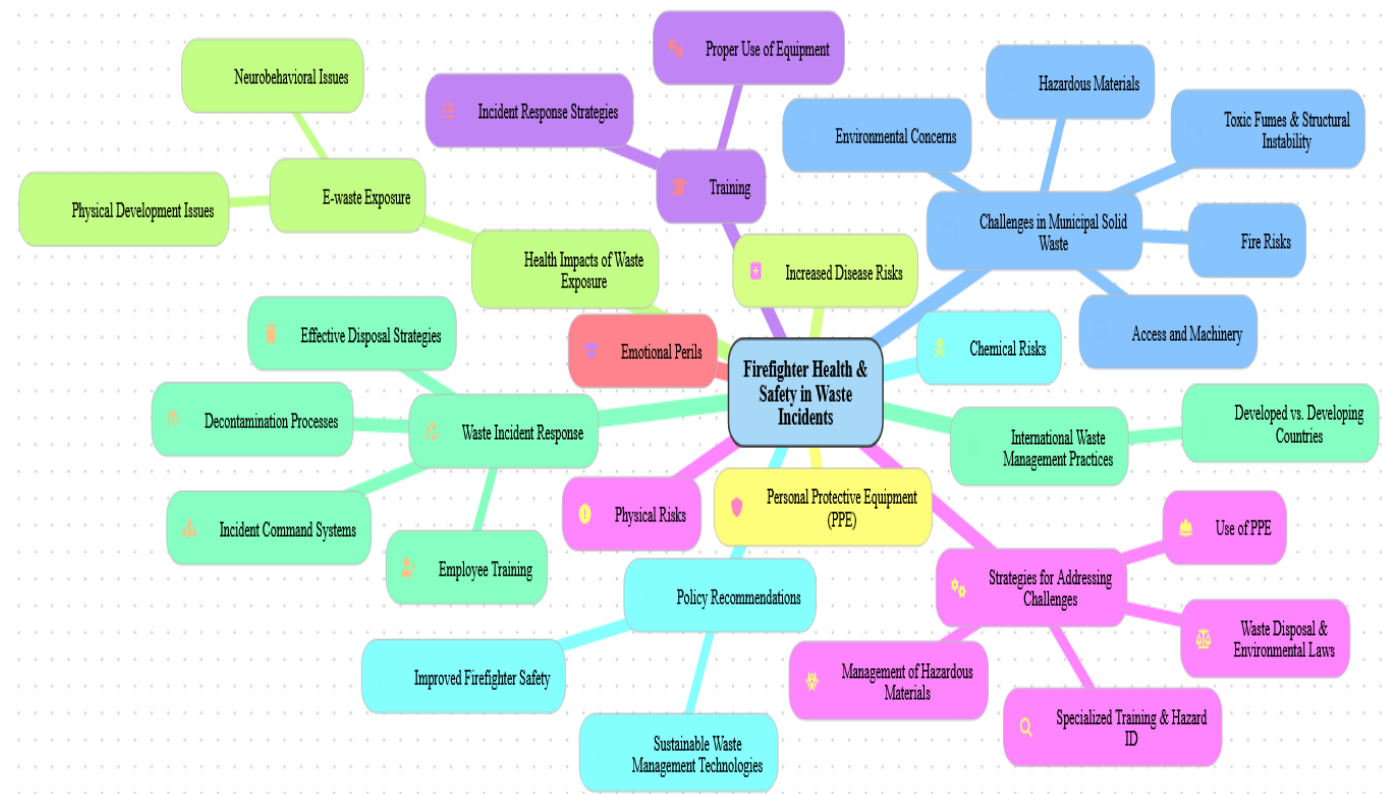 Proper Use of Equipment
Neurobehavioral Issues
Hazardous Materials
Incident Response Strategies
Environmental Concerns
Toxic Fumes & Structural
Instability
Training
E-waste Exposure
Physical Development Issues
Challenges in Municipal Solid
Waste
Fire Risks
Health Impacts of Waste
Exposure
Increased Disease Risks
Effective Disposal Strategies
Emotional Perils
Access and Machinery
Chemical Risks
Firefighter Health &
Safety in Waste
Incidents
Decontamination Processes
Waste Incident Response
International Waste
Management Practices
Developed vs. Developing
Countries
Incident Command Systems
Employee Training
Physical Risks
Personal Protective Equipment
(PPE)
Use of PPE
Policy Recommendations
Strategies for Addressing
Challenges
Waste Disposal &
Environmental Laws
Improved Firefighter Safety
Management of Hazardous
Materials
Specialized Training & Hazard
ID
Sustainable Waste
Management Technologies